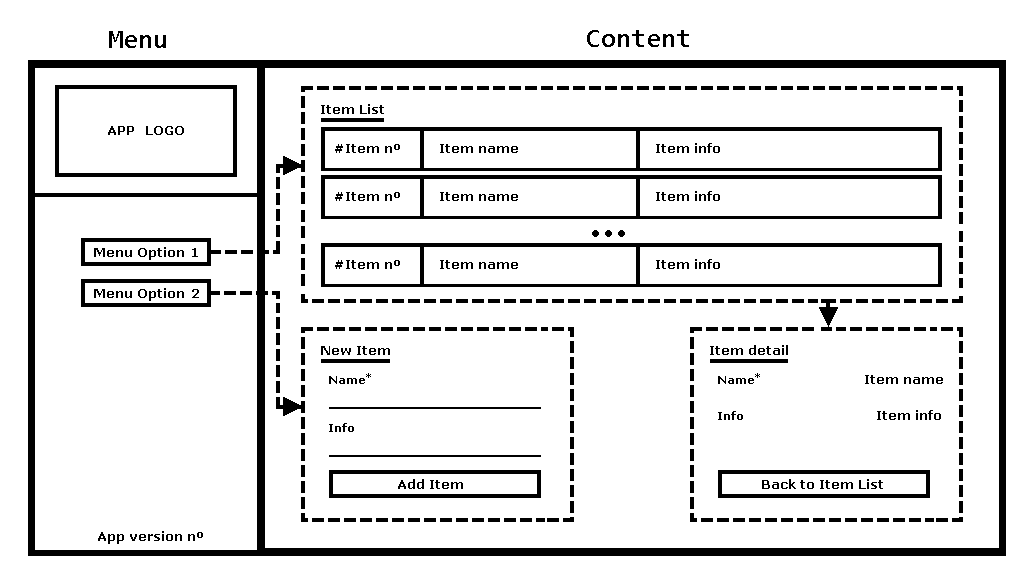 Menu
Content
APP LOGO
Menu Option 1
Menu Option 2
App version nº
Item List
#Item nº Item name Item info
#Item nº Item name Item info
•••
#Item nº Item name Item info
New Item
Name*
Info
Add Item
Item detail
Name* Item name
Info Item info
Back to Item List